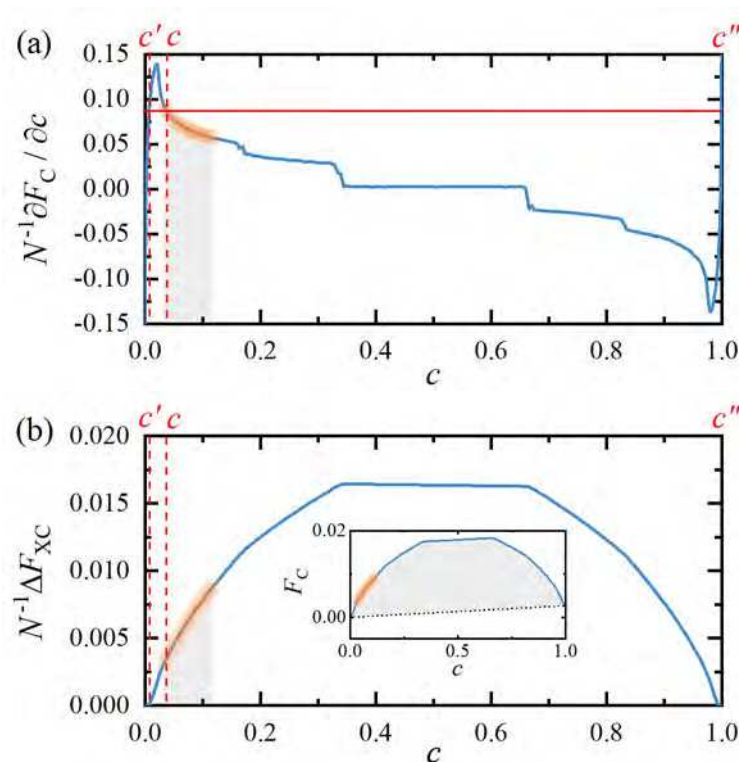 (a)
c' c c"
0.15
0.10
0.05
0.00
-0.05
-0.10
-0.15
N⁻¹∂F_C / ∂c
0.0 0.2 0.4 0.6 0.8 1.0
c
(b)
c' c c"
0.020
0.015
0.010
0.005
0.000
N⁻¹ΔF_XC
0.02
0.00
F_C
0.0 0.5 1.0
c
0.0 0.2 0.4 0.6 0.8 1.0
c